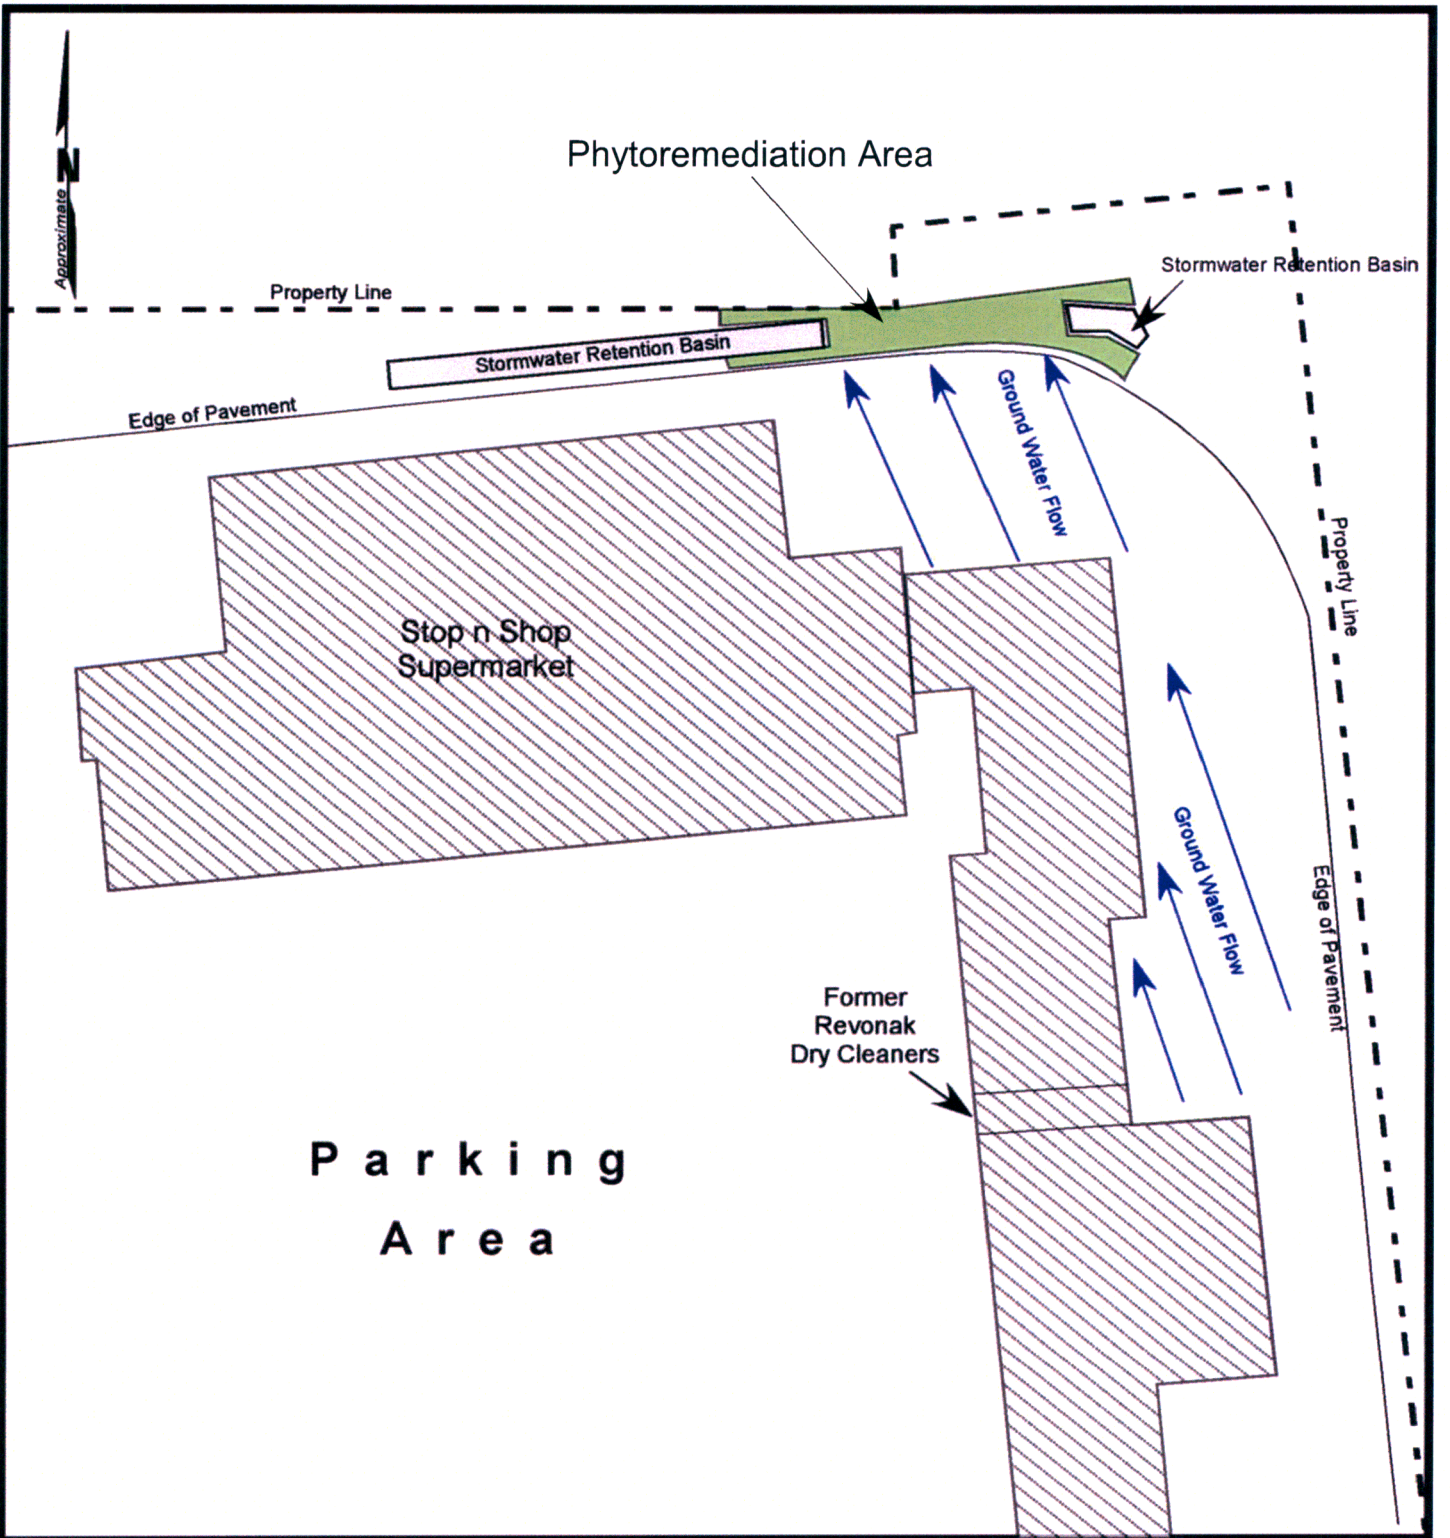 N
Approximate
Phytoremediation Area
Stormwater Retention Basin
Property Line
Stormwater Retention Basin
Edge of Pavement
Ground Water Flow
Property Line
Stop n Shop
Supermarket
Ground Water Flow
Edge of Pavement
Former
Revonak
Dry Cleaners
Parking
Area